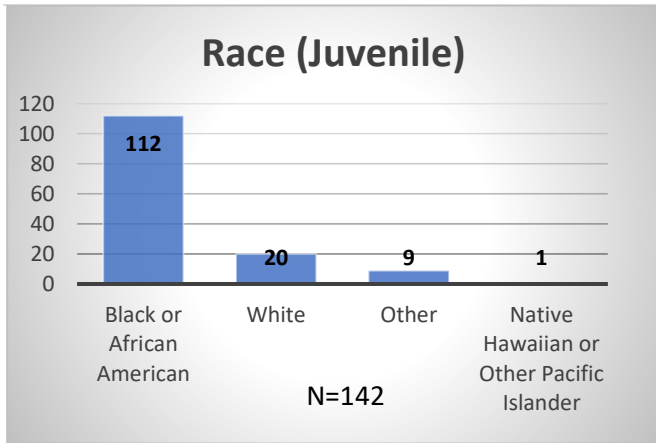 Race (Juvenile)
120
100
80
60
40
20
0
112
20
9
1
Black or
African
American
White
Other
Native
Hawaiian or
Other Pacific
Islander
N=142